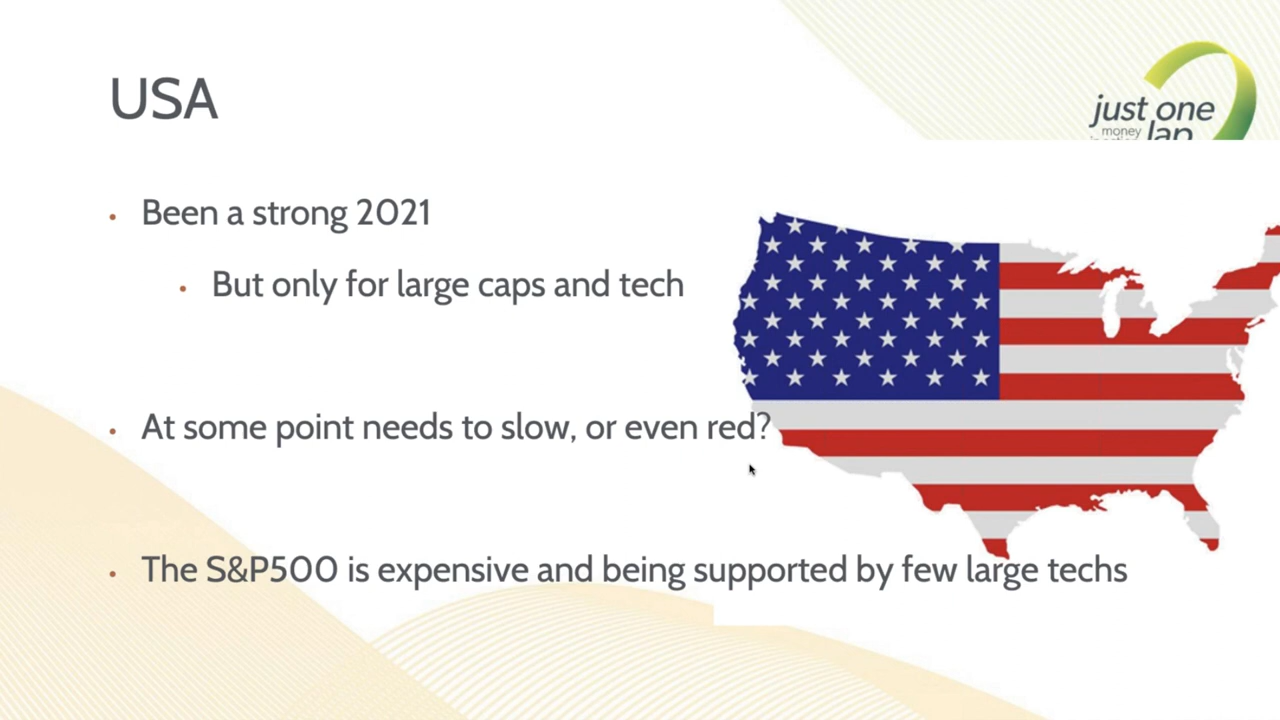 USA
just one
money lap
Been a strong 2021
But only for large caps and tech
At some point needs to slow, or even red?
The S&P500 is expensive and being supported by few large techs